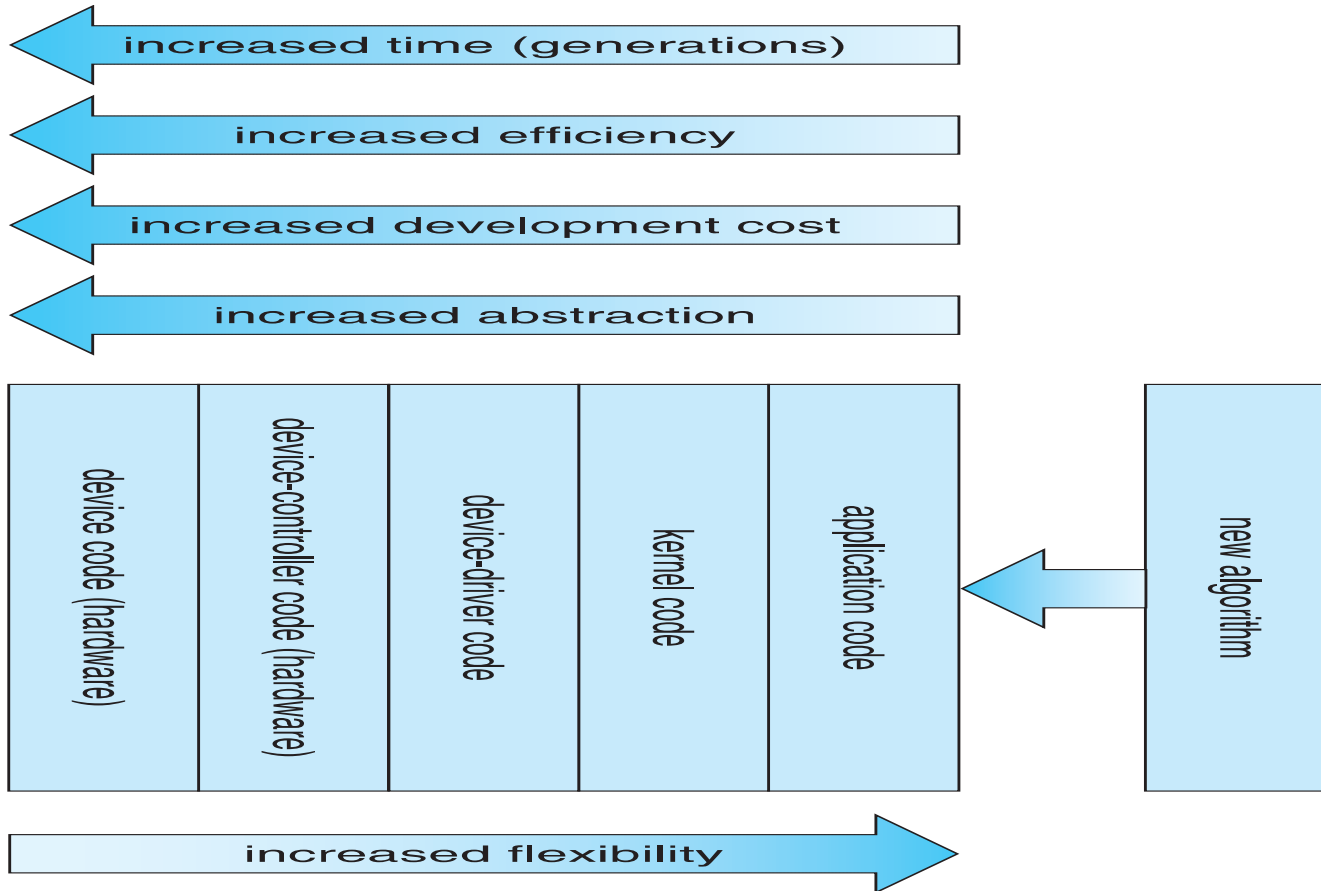 increased time (generations)
increased efficiency
increased development cost
increased abstraction
device code (hardware)
device-controller code (hardware)
device-driver code
kernel code
application code
new algorithm
increased flexibility